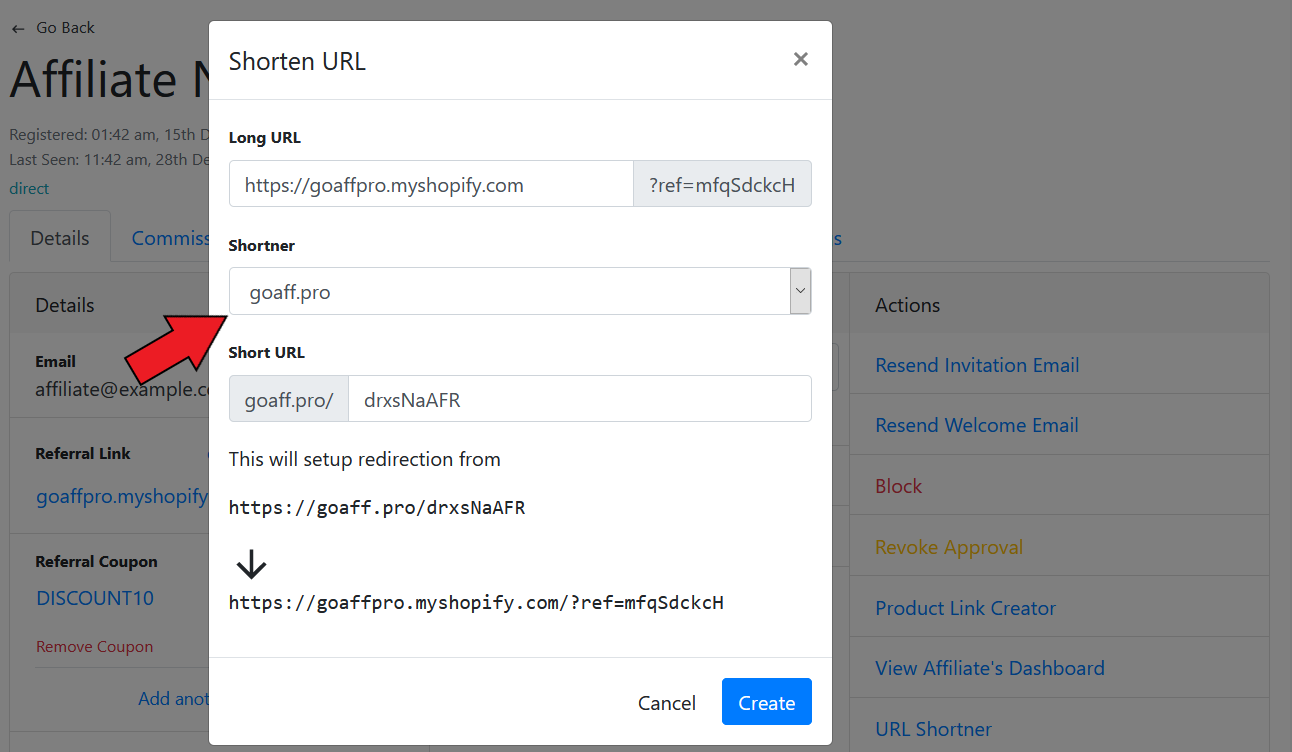 ← Go Back
Affiliate
Registered: 01:42 am, 15th
Last Seen: 11:42 am, 28th
direct
Details
Details
Email
affiliate@example.c
Referral Link
goaffpro.myshopify
Referral Coupon
DISCOUNT10
Remove Coupon
Add
Shorten URL
×
Long URL
https://goaffpro.myshopify.com ?ref=mfqSdckcH
Shortner
goaff.pro
Short URL
goaff.pro/ drxsNaAFR
This will setup redirection from
https://goaff.pro/drxsNaAFR
↓
https://goaffpro.myshopify.com/?ref=mfqSdckcH
Cancel Create
Actions
Resend Invitation Email
Resend Welcome Email
Block
Revoke Approval
Product Link Creator
View Affiliate's Dashboard
URL Shortner